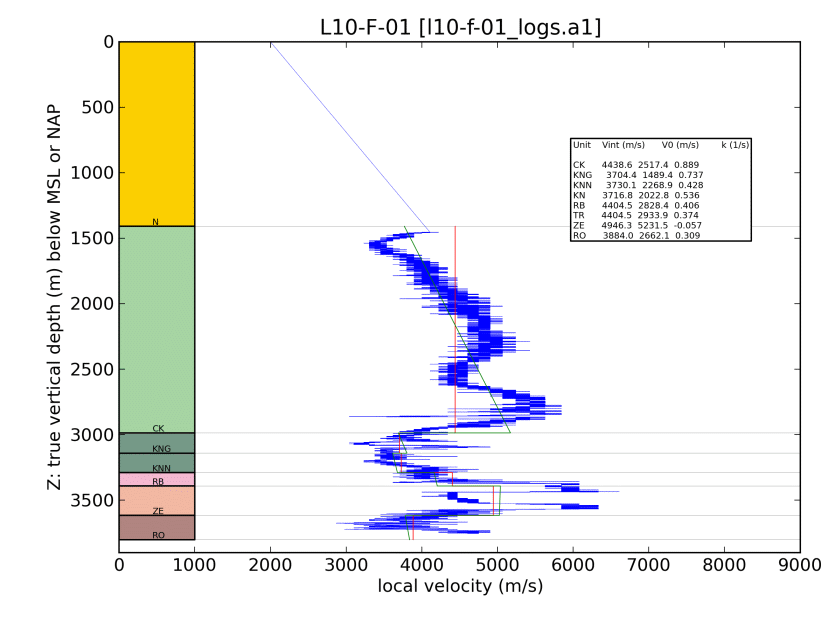 L10-F-01 [l10-f-01_logs.a1]
Z: true vertical depth (m) below MSL or NAP
0
500
1000
1500
2000
2500
3000
3500
N
CK
KNG
KNN
RB
ZE
RO
Unit Vint (m/s) V0 (m/s) k (1/s)
CK 4438.6 2517.4 0.889
KNG 3704.4 1489.4 0.737
KNN 3730.1 2268.9 0.428
KN 3716.8 2022.8 0.536
RB 4404.5 2828.4 0.406
TR 4404.5 2933.9 0.374
ZE 4946.3 5231.5 -0.057
RO 3884.0 2662.1 0.309
0 1000 2000 3000 4000 5000 6000 7000 8000 9000
local velocity (m/s)